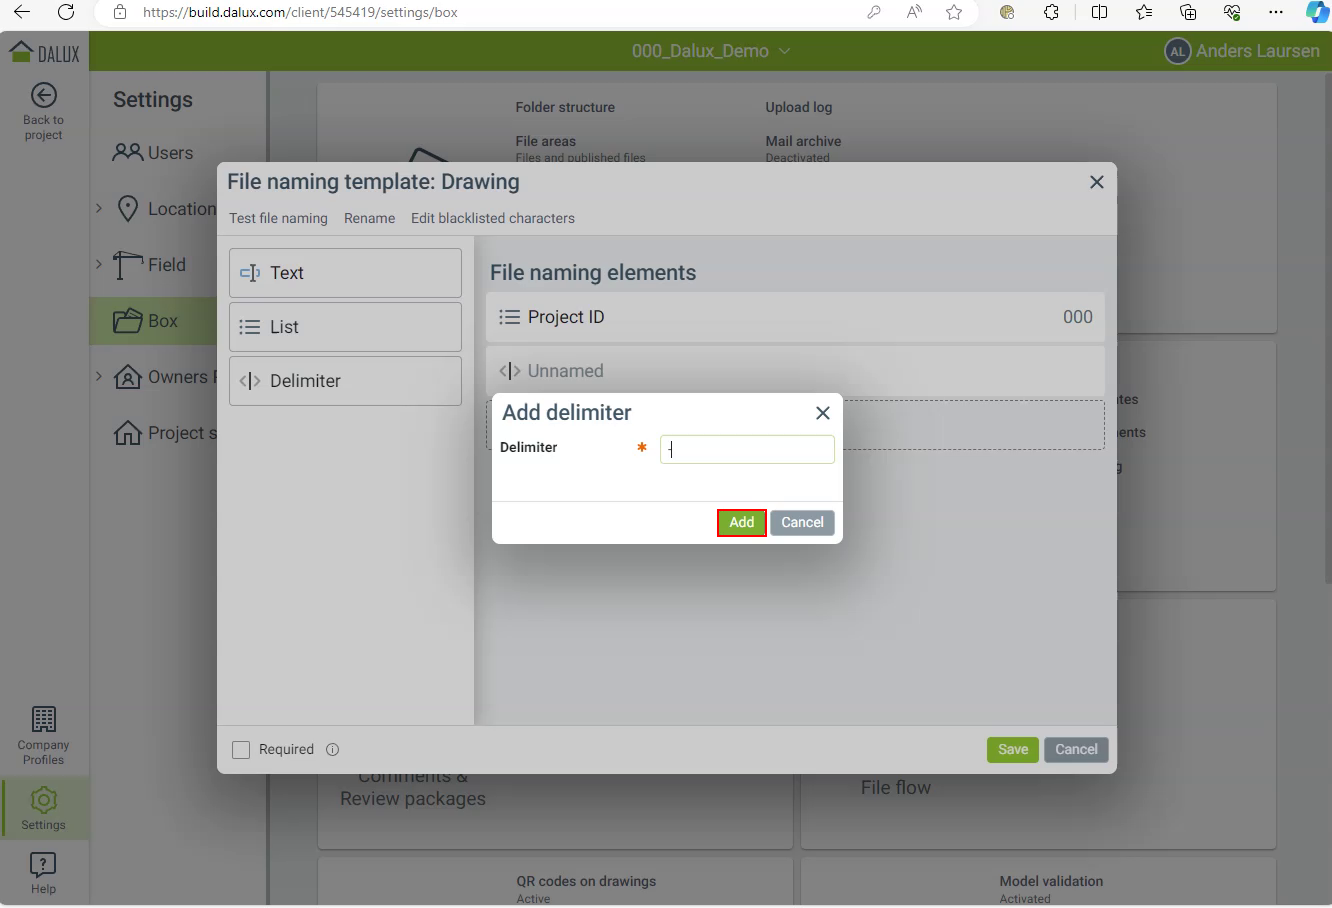 https://build.dalux.com/client/545419/settings/box
DALUX
000_Dalux_Demo
AL Anders Laursen
Back to
project
Settings
Users
Location
Field
Box
Owners
Project s
Company
Profiles
Settings
Help
Folder structure
Upload log
File areas
Files and published files
Mail archive
Deactivated
File naming template: Drawing
Test file naming Rename Edit blacklisted characters
Text
List
Delimiter
File naming elements
Project ID 000
Unnamed
Add delimiter
Delimiter * -
Add Cancel
Required
Save Cancel
tes
ents
g
Comments &
Review packages
File flow
QR codes on drawings
Active
Model validation
Activated